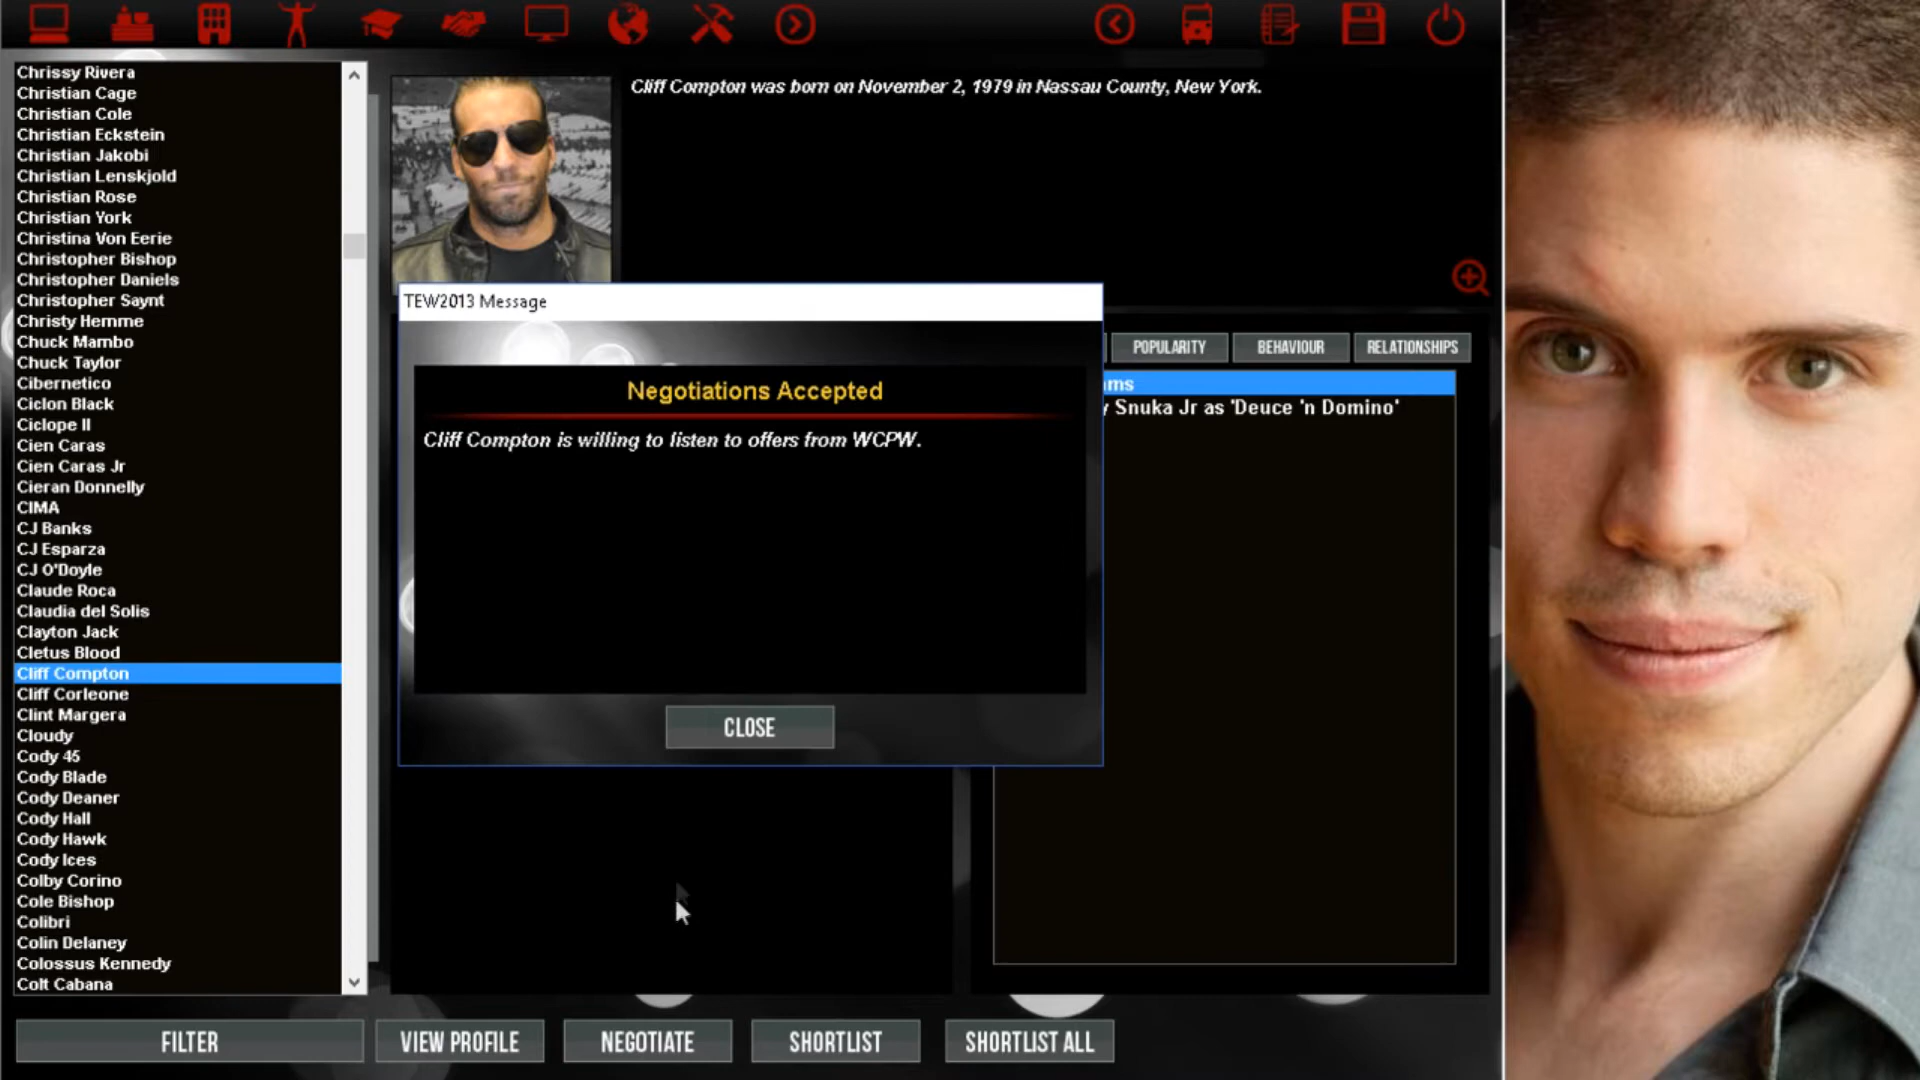 Chrissy Rivera
Christian Cage
Christian Cole
Christian Eckstein
Christian Jakobi
Christian Lenskjold
Christian Rose
Christian York
Christina Von Eerie
Christopher Bishop
Christopher Daniels
Christopher Saynt
Christy Hemme
Chuck Mambo
Chuck Taylor
Cibernetico
Ciclon Black
Ciclope II
Cien Caras
Cien Caras Jr
Cieran Donnelly
CIMA
CJ Banks
CJ Esparza
CJ O'Doyle
Claude Roca
Claudia del Solis
Clayton Jack
Cletus Blood
Cliff Compton
Cliff Corleone
Clint Margera
Cloudy
Cody 45
Cody Blade
Cody Deaner
Cody Hall
Cody Hawk
Cody Ices
Colby Corino
Cole Bishop
Colibri
Colin Delaney
Colossus Kennedy
Colt Cabana
Cliff Compton was born on November 2, 1979 in Nassau County, New York.
TEW2013 Message
Negotiations Accepted
Cliff Compton is willing to listen to offers from WCPW.
CLOSE
POPULARITY BEHAVIOUR RELATIONSHIPS
ms
Snuka Jr as 'Deuce 'n Domino'
FILTER VIEW PROFILE NEGOTIATE SHORTLIST SHORTLIST ALL